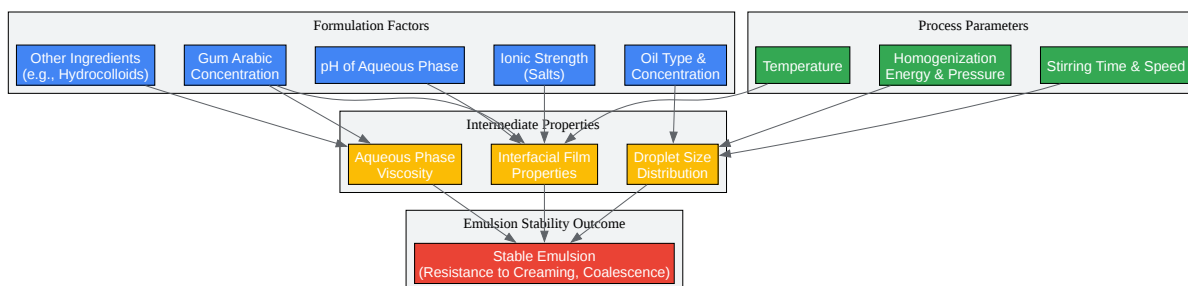 Formulation Factors
Process Parameters
Other Ingredients
(e.g., Hydrocolloids)
Gum Arabic
Concentration
pH of Aqueous Phase
Ionic Strength
(Salts)
Oil Type &
Concentration
Temperature
Homogenization
Energy & Pressure
Stirring Time & Speed
Intermediate Properties
Aqueous Phase
Viscosity
Interfacial Film
Properties
Droplet Size
Distribution
Emulsion Stability Outcome
Stable Emulsion
(Resistance to Creaming, Coalescence)